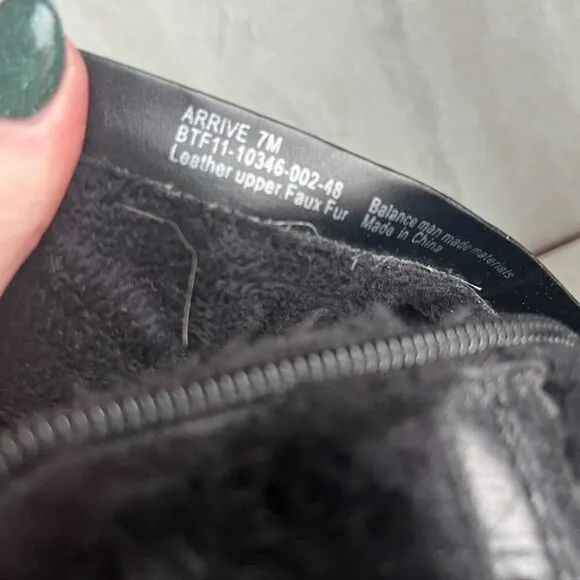 ARRIVE 7M
BTF11-10346-002-48
Leather upper.Faux Fur
Balance man made materials
Made in China